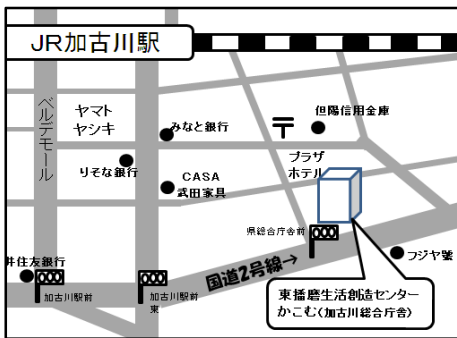 JR加古川駅
ベルデモール
ヤマト
ヤシキ
みなと銀行
〒
但陽信用金庫
りそな銀行
CASA
武田家具
プラザ
ホテル
県総合庁舎前
井住友銀行
加古川駅前
加古川駅前
東
国道2号線→
フジヤ號
東播磨生活創造センター
かこむ(加古川総合庁舎)